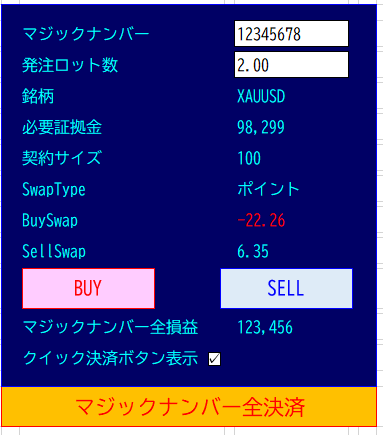 マジックナンバー 12345678
発注ロット数 2.00
銘柄 XAUUSD
必要証拠金 98,299
契約サイズ 100
SwapType ポイント
BuySwap -22.26
SellSwap 6.35
BUY SELL
マジックナンバー全損益 123,456
クイック決済ボタン表示
マジックナンバー全決済